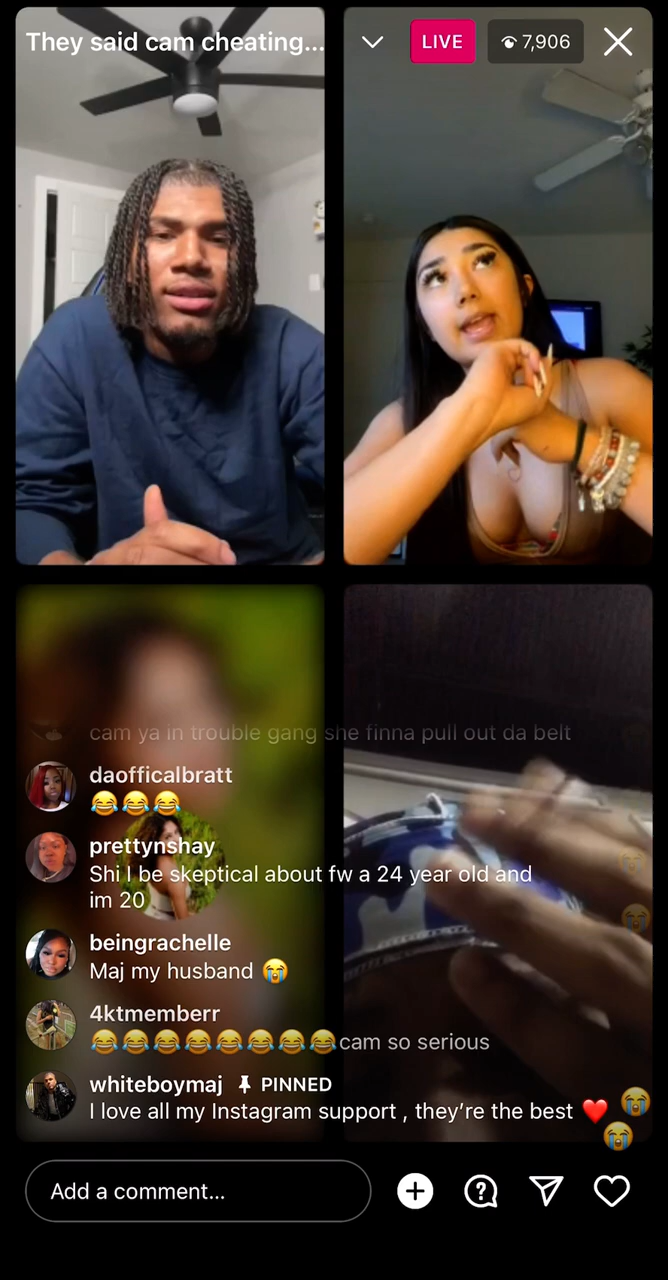 They said cam cheating...
LIVE
7,906
cam ya in trouble gang she finna pull out da belt
daofficalbratt
😂😂😂
prettynshay
Shi I be skeptical about fw a 24 year old and
im 20
beingrachelle
Maj my husband 😭
4ktmemberr
😂😂😂😂😂😂😂😂cam so serious
whiteboymaj PINNED
I love all my Instagram support , they’re the best ❤️
Add a comment...